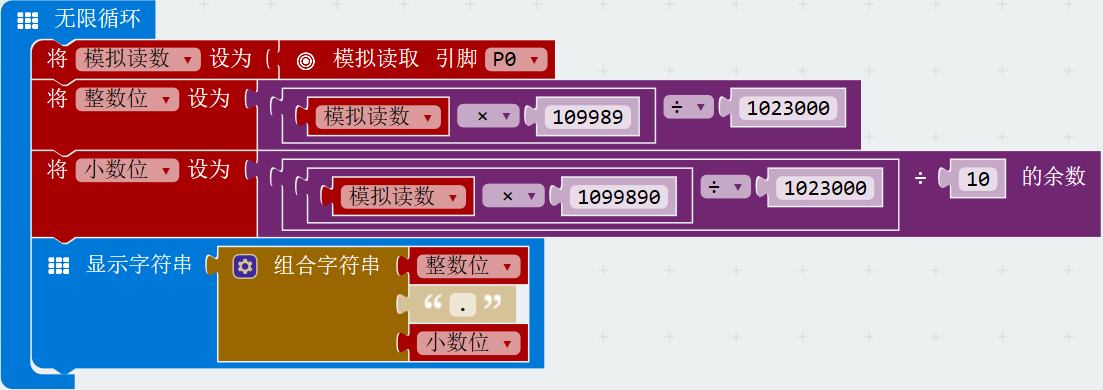 无限循环
将 模拟读数 设为 模拟读取 引脚 P0
将 整数位 设为 模拟读数 × 109989 ÷ 1023000
将 小数位 设为 模拟读数 × 1099890 ÷ 1023000 ÷ 10 的余数
显示字符串 组合字符串 整数位
“ . ”
小数位